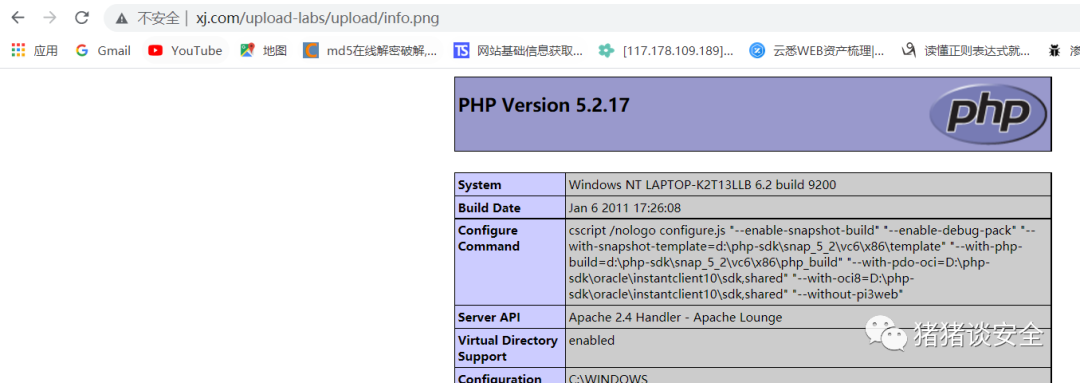 不安全 | xj.com/upload-labs/upload/info.png
应用 Gmail YouTube 地图 md5在线解密破解,... TS 网站基础信息获取... [117.178.109.189]... 云悉WEB资产梳理|... 读懂正则表达式就... 渗
PHP Version 5.2.17
php
System Windows NT LAPTOP-K2T13LLB 6.2 build 9200
Build Date Jan 6 2011 17:26:08
Configure Command
cscript /nologo configure.js "--enable-snapshot-build" "--enable-debug-pack" "--
with-snapshot-template=d:\php-sdk\snap_5_2\vc6\x86\template" "--with-php-
build=d:\php-sdk\snap_5_2\vc6\x86\php_build" "--with-pdo-oci=D:\php-
sdk\oracle\instantclient10\sdk,shared" "--with-oci8=D:\php-
sdk\oracle\instantclient10\sdk,shared" "--without-pi3web"
Server API Apache 2.4 Handler - Apache Lounge
Virtual Directory Support
enabled
猪猪谈安全
Configuration C:\WINDOWS